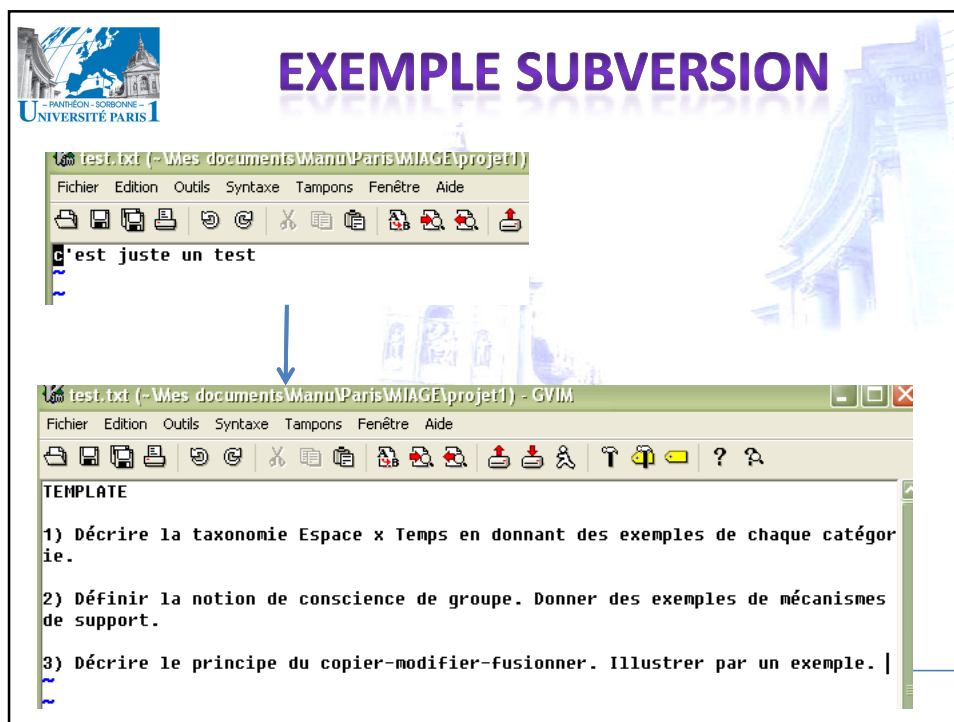 – PANTHÉON - SORBONNE –
UNIVERSITÉ PARIS 1
EXEMPLE SUBVERSION
test.txt (~\Mes documents\Manu\Paris\MIAGE\projet1)
Fichier Edition Outils Syntaxe Tampons Fenêtre Aide
c'est juste un test
~
~
test.txt (~\Mes documents\Manu\Paris\MIAGE\projet1) - GVIM
Fichier Edition Outils Syntaxe Tampons Fenêtre Aide
TEMPLATE
1) Décrire la taxonomie Espace x Temps en donnant des exemples de chaque catégor
ie.
2) Définir la notion de conscience de groupe. Donner des exemples de mécanismes
de support.
3) Décrire le principe du copier-modifier-fusionner. Illustrer par un exemple.
~
~